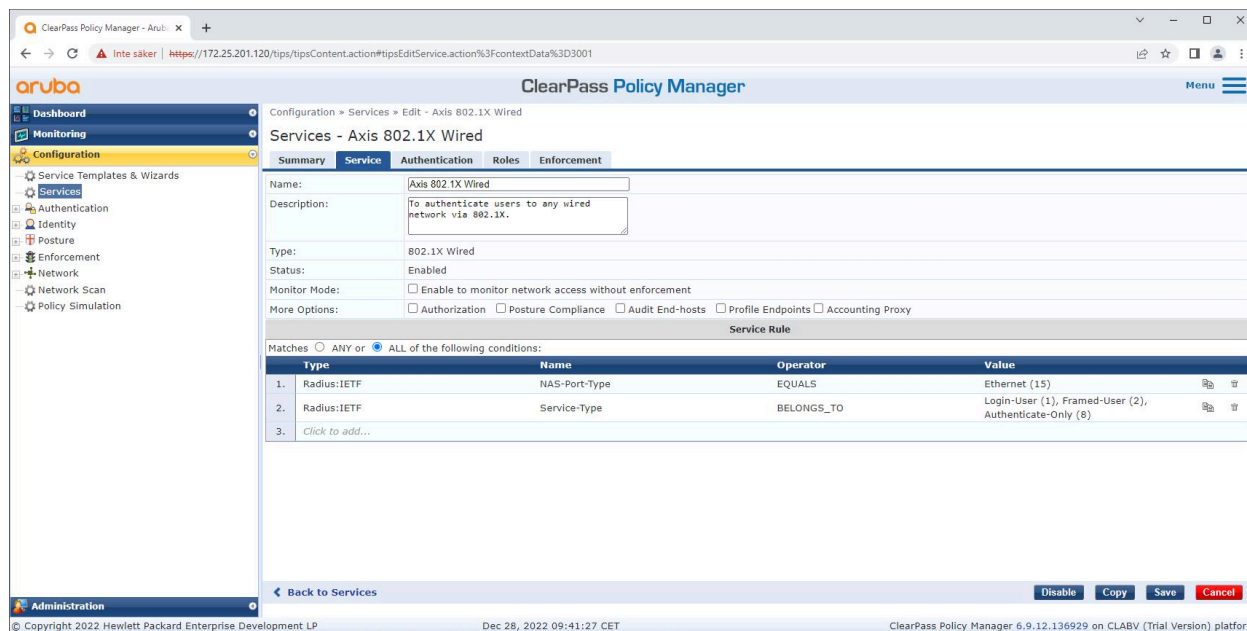 ClearPass Policy Manager - Arub
Inte säker | https://172.25.201.120/tips/tipsContent.action#tipsEditService.action%3FcontextData%3D3001
aruba
ClearPass Policy Manager
Menu
Dashboard
Monitoring
Configuration
Service Templates & Wizards
Services
Authentication
Identity
Posture
Enforcement
Network
Network Scan
Policy Simulation
Administration
Configuration » Services » Edit - Axis 802.1X Wired
Services - Axis 802.1X Wired
Summary Service Authentication Roles Enforcement
Name: Axis 802.1X Wired
Description: To authenticate users to any wired
network via 802.1X.
Type: 802.1X Wired
Status: Enabled
Monitor Mode: Enable to monitor network access without enforcement
More Options: Authorization Posture Compliance Audit End-hosts Profile Endpoints Accounting Proxy
Service Rule
Matches ANY or ALL of the following conditions:
Type Name Operator Value
1. Radius:IETF NAS-Port-Type EQUALS Ethernet (15)
2. Radius:IETF Service-Type BELONGS_TO Login-User (1), Framed-User (2),
Authenticate-Only (8)
3. Click to add...
Back to Services Disable Copy Save Cancel
© Copyright 2022 Hewlett Packard Enterprise Development LP Dec 28, 2022 09:41:27 CET ClearPass Policy Manager 6.9.12.136929 on CLABV (Trial Version) platfor